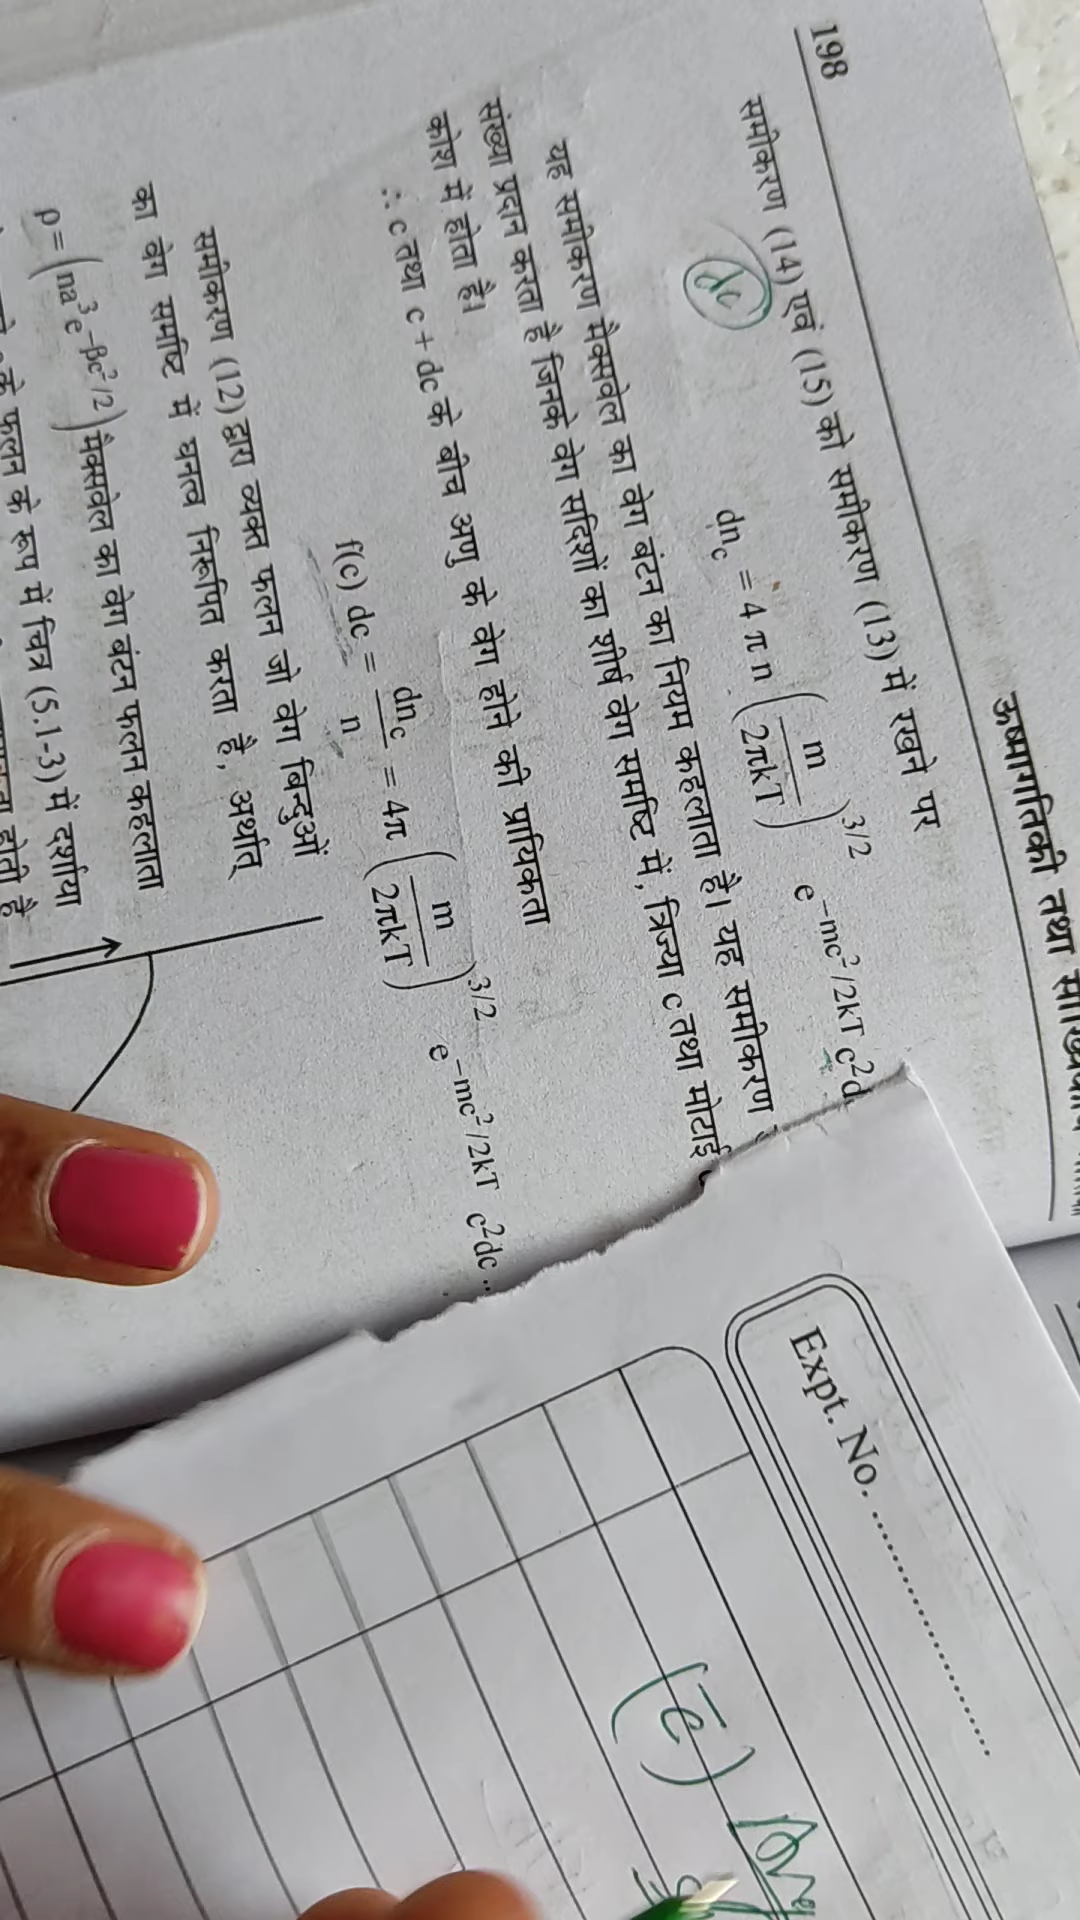 198
ऊष्मागतिकी तथा सांख्यिकीय
समीकरण (14) एवं (15) को समीकरण (13) में रखने पर
dn_c = 4 π n (m/2πkT)^{3/2} e^{-mc²/2kT} c²d
यह समीकरण मैक्सवेल का वेग बंटन का नियम कहलाता है। यह समीकरण
संख्या प्रदान करता है जिनके वेग सदिशों का शीर्ष वेग समष्टि में, त्रिज्या c तथा मोटाई
कोश में होता है।
∴ c तथा c + dc के बीच अणु के वेग होने की प्रायिकता
f(c) dc = dn_c/n = 4π (m/2πkT)^{3/2} e^{-mc²/2kT} c²dc ..
समीकरण (12) द्वारा व्यक्त फलन जो वेग बिन्दुओं
का वेग समष्टि में घनत्व निरूपित करता है, अर्थात्
ρ = (na³e^{-βc²/2}) मैक्सवेल का वेग बंटन फलन कहलाता
के फलन के रूप में चित्र (5.1-3) में दर्शाया
होती है
Expt. No. ....................
(c̄)